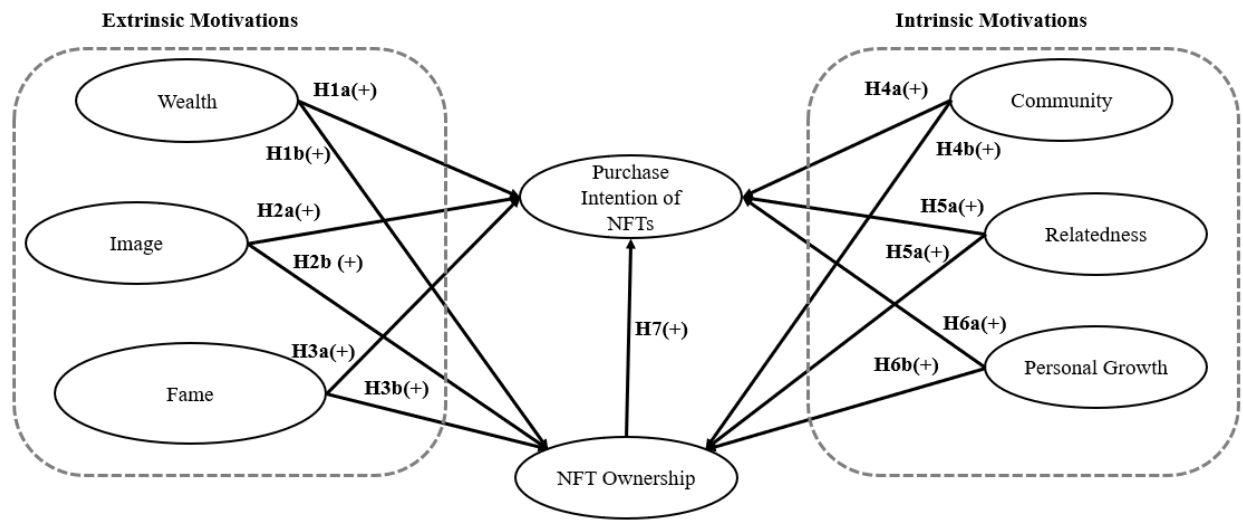 Extrinsic Motivations
Intrinsic Motivations
Wealth
H1a(+)
H1b(+)
Image
H2a(+)
H2b (+)
Fame
H3a(+)
H3b(+)
Purchase
Intention of
NFTs
H7(+)
NFT Ownership
H4a(+)
Community
H4b(+)
H5a(+)
Relatedness
H5a(+)
H6a(+)
Personal Growth
H6b(+)